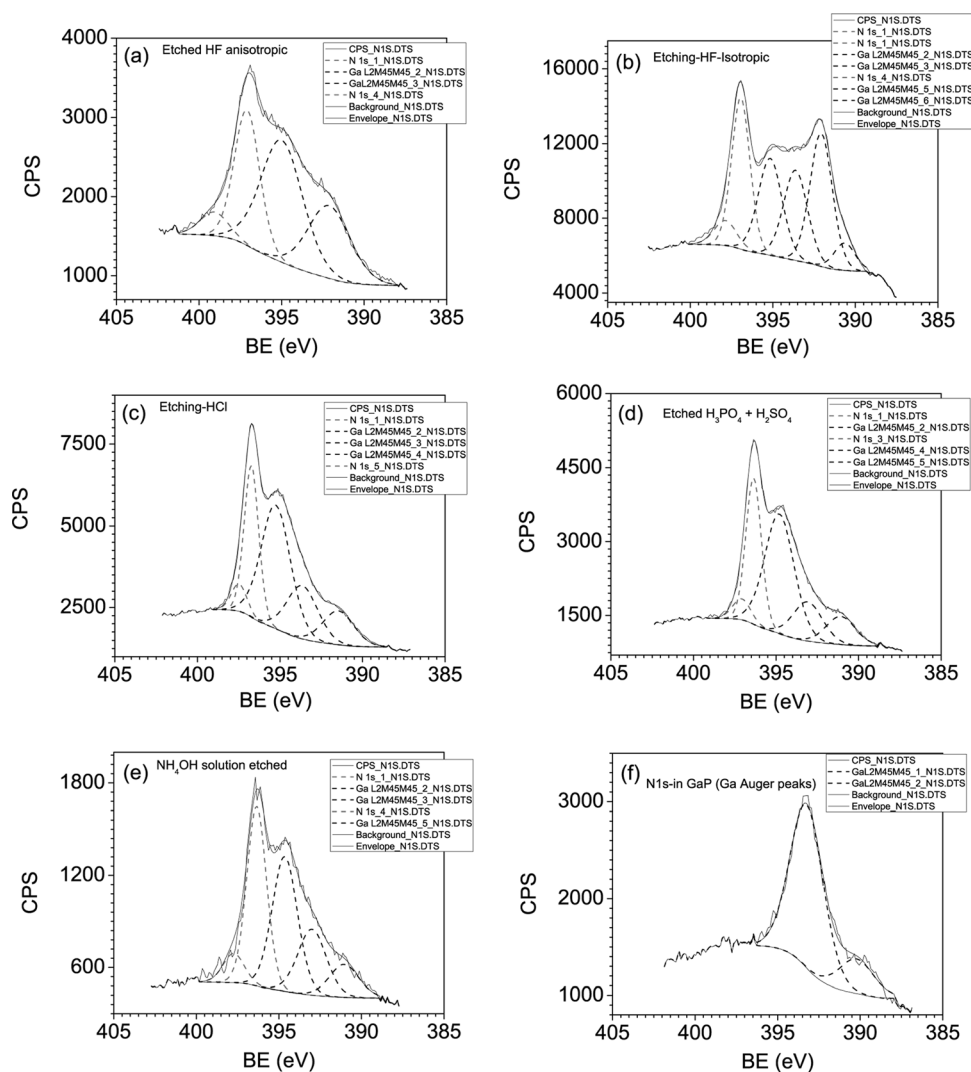 (a)
Etched HF anisotropic
CPS_N1S.DTS
N 1s_1_N1S.DTS
Ga L2M45M45_2_N1S.DTS
GaL2M45M45_3_N1S.DTS
N 1s_4_N1S.DTS
Background_N1S.DTS
Envelope_N1S.DTS
4000
3000
2000
1000
CPS
405 400 395 390 385
BE (eV)
(b)
Etching-HF-Isotropic
CPS_N1S.DTS
N 1s_1_N1S.DTS
N 1s_1_N1S.DTS
Ga L2M45M45_2_N1S.DTS
Ga L2M45M45_3_N1S.DTS
N 1s_4_N1S.DTS
Ga L2M45M45_5_N1S.DTS
Ga L2M45M45_6_N1S.DTS
Background_N1S.DTS
Envelope_N1S.DTS
16000
12000
8000
4000
CPS
405 400 395 390 385
BE (eV)
(c)
Etching-HCl
CPS_N1S.DTS
N 1s_1_N1S.DTS
Ga L2M45M45_2_N1S.DTS
Ga L2M45M45_3_N1S.DTS
Ga L2M45M45_4_N1S.DTS
N 1s_5_N1S.DTS
Background_N1S.DTS
Envelope_N1S.DTS
7500
5000
2500
CPS
405 400 395 390 385
BE (eV)
(d)
Etched H₃PO₄ + H₂SO₄
CPS_N1S.DTS
N 1s_1_N1S.DTS
Ga L2M45M45_2_N1S.DTS
N 1s_3_N1S.DTS
Ga L2M45M45_4_N1S.DTS
Ga L2M45M45_5_N1S.DTS
Background_N1S.DTS
Envelope_N1S.DTS
6000
4500
3000
1500
CPS
405 400 395 390 385
BE (eV)
(e)
NH₄OH solution etched
CPS_N1S.DTS
N 1s_1_N1S.DTS
Ga L2M45M45_2_N1S.DTS
Ga L2M45M45_3_N1S.DTS
N 1s_4_N1S.DTS
Ga L2M45M45_5_N1S.DTS
Background_N1S.DTS
Envelope_N1S.DTS
1800
1200
600
CPS
405 400 395 390 385
BE (eV)
(f)
N1s-in GaP (Ga Auger peaks)
CPS_N1S.DTS
GaL2M45M45_1_N1S.DTS
GaL2M45M45_2_N1S.DTS
Background_N1S.DTS
Envelope_N1S.DTS
3000
2000
1000
CPS
405 400 395 390 385
BE (eV)